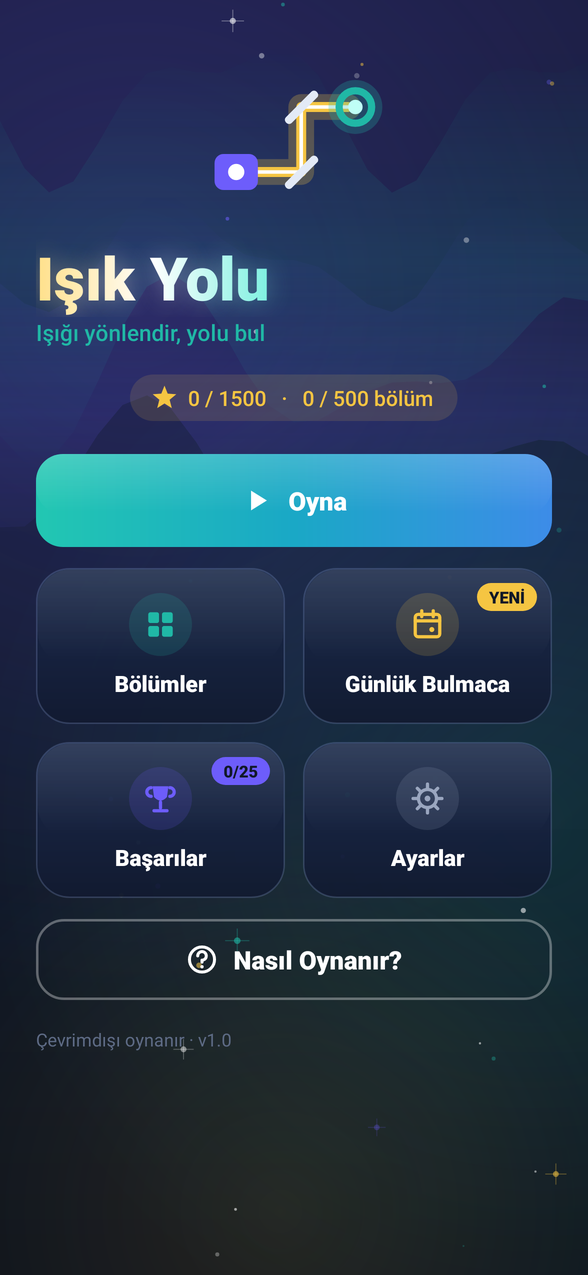 Işık Yolu
Işığı yönlendir, yolu bul
0 / 1500 · 0 / 500 bölüm
Oyna
Bölümler
YENİ
Günlük Bulmaca
0/25
Başarılar
Ayarlar
Nasıl Oynanır?
Çevrimdışı oynanır · v1.0